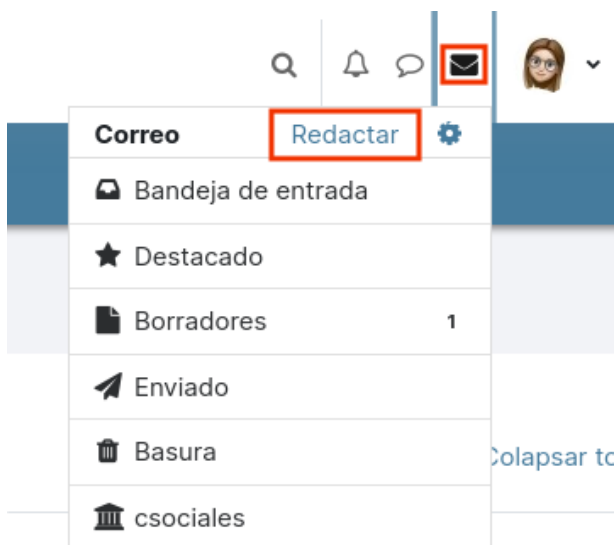 Correo Redactar
Bandeja de entrada
Destacado
Borradores 1
Enviado
Basura
Colapsar to
csociales